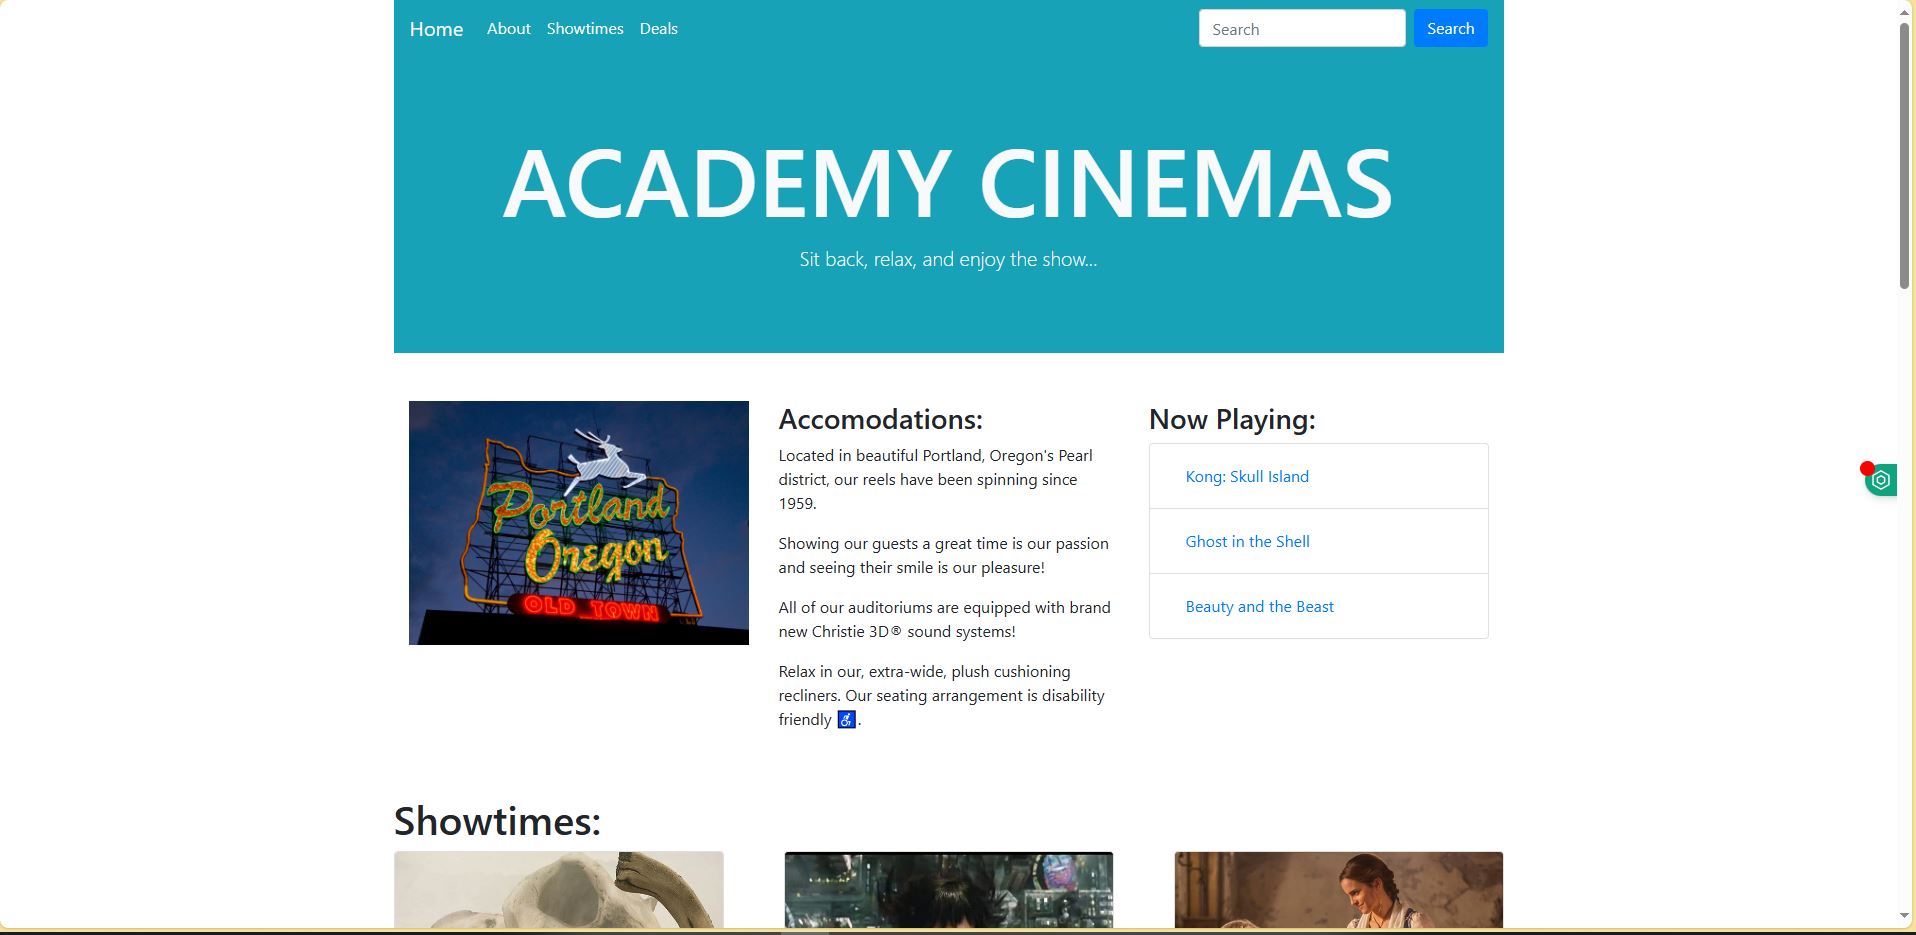 Home About Showtimes Deals Search Search
ACADEMY CINEMAS
Sit back, relax, and enjoy the show...
Portland
Oregon
OLD TOWN
Accomodations:
Located in beautiful Portland, Oregon's Pearl
district, our reels have been spinning since
1959.
Showing our guests a great time is our passion
and seeing their smile is our pleasure!
All of our auditoriums are equipped with brand
new Christie 3D® sound systems!
Relax in our, extra-wide, plush cushioning
recliners. Our seating arrangement is disability
friendly ♿.
Now Playing:
Kong: Skull Island
Ghost in the Shell
Beauty and the Beast
Showtimes: